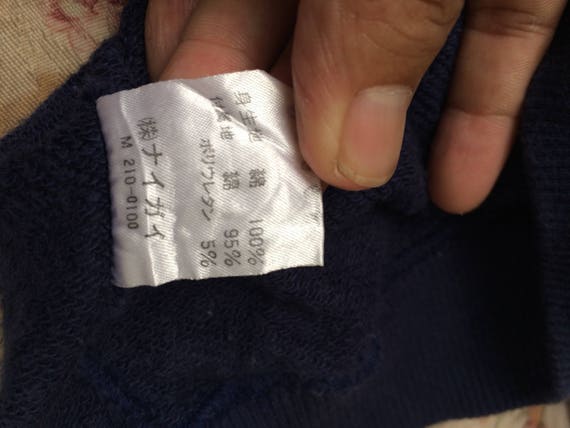 身生地 綿 100%
付属地 綿 95%
ポリウレタン 5%
㈱ナイガイ
M 210-0100